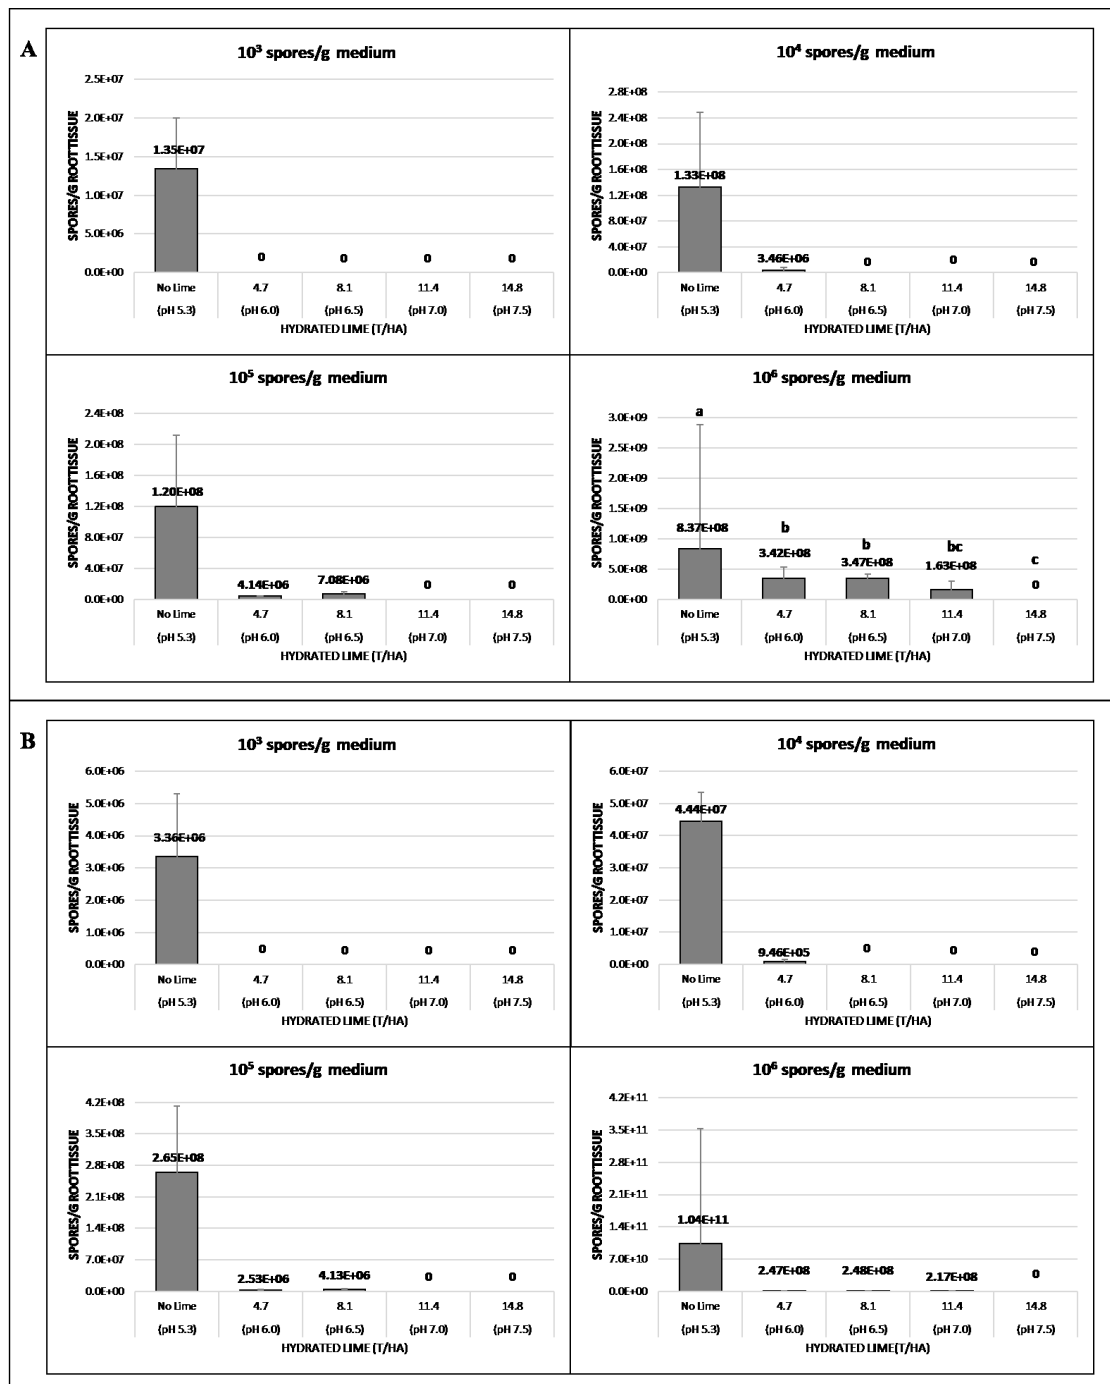 A
10³ spores/g medium
SPORES/G ROOT TISSUE
2.5E+07
2.0E+07
1.5E+07
1.0E+07
5.0E+06
0.0E+00
1.35E+07
0 0 0 0
No Lime 4.7 8.1 11.4 14.8
(pH 5.3) (pH 6.0) (pH 6.5) (pH 7.0) (pH 7.5)
HYDRATED LIME (T/HA)
10⁴ spores/g medium
SPORES/G ROOT TISSUE
2.8E+08
2.4E+08
2.0E+08
1.6E+08
1.2E+08
8.0E+07
4.0E+07
0.0E+00
1.33E+08
3.46E+06 0 0 0
No Lime 4.7 8.1 11.4 14.8
(pH 5.3) (pH 6.0) (pH 6.5) (pH 7.0) (pH 7.5)
HYDRATED LIME (T/HA)
10⁵ spores/g medium
SPORES/G ROOT TISSUE
2.4E+08
2.0E+08
1.6E+08
1.2E+08
8.0E+07
4.0E+07
0.0E+00
1.20E+08
4.14E+06 7.08E+06 0 0
No Lime 4.7 8.1 11.4 14.8
(pH 5.3) (pH 6.0) (pH 6.5) (pH 7.0) (pH 7.5)
HYDRATED LIME (T/HA)
10⁶ spores/g medium
SPORES/G ROOT TISSUE
3.0E+09
2.5E+09
2.0E+09
1.5E+09
1.0E+09
5.0E+08
0.0E+00
a b b bc c
8.37E+08 3.42E+08 3.47E+08 1.63E+08 0
No Lime 4.7 8.1 11.4 14.8
(pH 5.3) (pH 6.0) (pH 6.5) (pH 7.0) (pH 7.5)
HYDRATED LIME (T/HA)
B
10³ spores/g medium
SPORES/G ROOT TISSUE
6.0E+06
5.0E+06
4.0E+06
3.0E+06
2.0E+06
1.0E+06
0.0E+00
3.36E+06
0 0 0 0
No Lime 4.7 8.1 11.4 14.8
(pH 5.3) (pH 6.0) (pH 6.5) (pH 7.0) (pH 7.5)
HYDRATED LIME (T/HA)
10⁴ spores/g medium
SPORES/G ROOT TISSUE
6.0E+07
5.0E+07
4.0E+07
3.0E+07
2.0E+07
1.0E+07
0.0E+00
4.44E+07
9.46E+05 0 0 0
No Lime 4.7 8.1 11.4 14.8
(pH 5.3) (pH 6.0) (pH 6.5) (pH 7.0) (pH 7.5)
HYDRATED LIME (T/HA)
10⁵ spores/g medium
SPORES/G ROOT TISSUE
4.2E+08
3.5E+08
2.8E+08
2.1E+08
1.4E+08
7.0E+07
0.0E+00
2.65E+08
2.53E+06 4.13E+06 0 0
No Lime 4.7 8.1 11.4 14.8
(pH 5.3) (pH 6.0) (pH 6.5) (pH 7.0) (pH 7.5)
HYDRATED LIME (T/HA)
10⁶ spores/g medium
SPORES/G ROOT TISSUE
4.2E+11
3.5E+11
2.8E+11
2.1E+11
1.4E+11
7.0E+10
0.0E+00
1.04E+11
2.47E+08 2.48E+08 2.17E+08 0
No Lime 4.7 8.1 11.4 14.8
(pH 5.3) (pH 6.0) (pH 6.5) (pH 7.0) (pH 7.5)
HYDRATED LIME(T/HA)